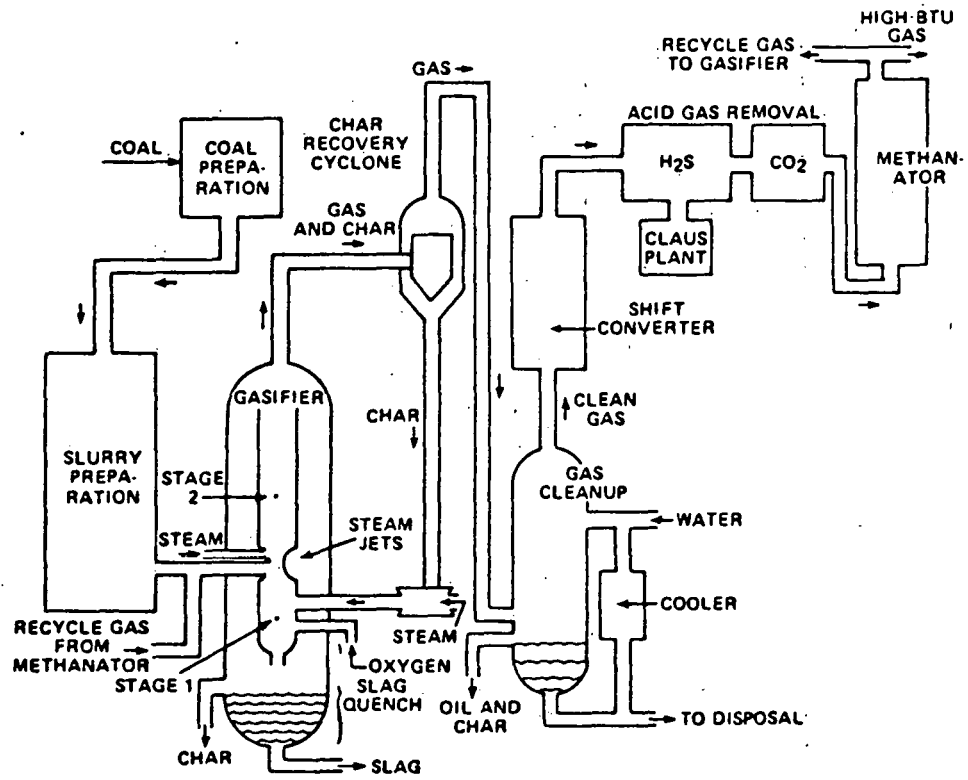 HIGH-BTU
GAS
RECYCLE GAS
TO GASIFIER
GAS
ACID GAS REMOVAL
CHAR
RECOVERY
CYCLONE
COAL
COAL
PREPA-
RATION
H2S
CO2
METHAN-
ATOR
GAS
AND CHAR
CLAUS
PLANT
SHIFT
CONVERTER
GASIFIER
CHAR
CLEAN
GAS
SLURRY
PREPA-
RATION
STAGE
2
GAS
CLEANUP
STEAM
STEAM
JETS
WATER
COOLER
RECYCLE GAS
FROM
METHANATOR
STEAM
STAGE 1
OXYGEN
SLAG
QUENCH
OIL AND
CHAR
TO DISPOSAL
CHAR
SLAG